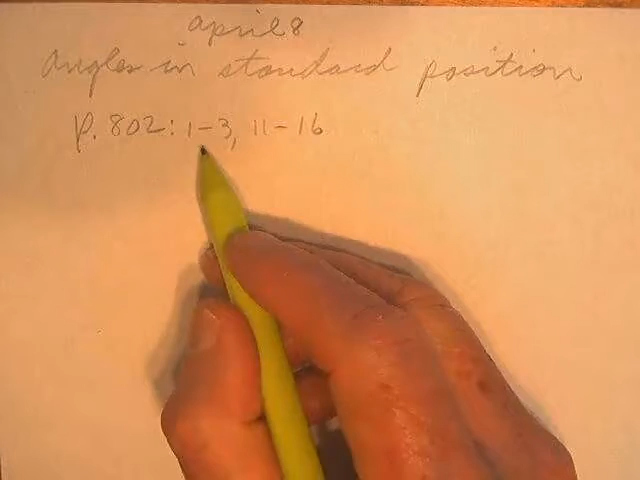 april 8
Angles in standard position
p. 802: 1-3, 11-16